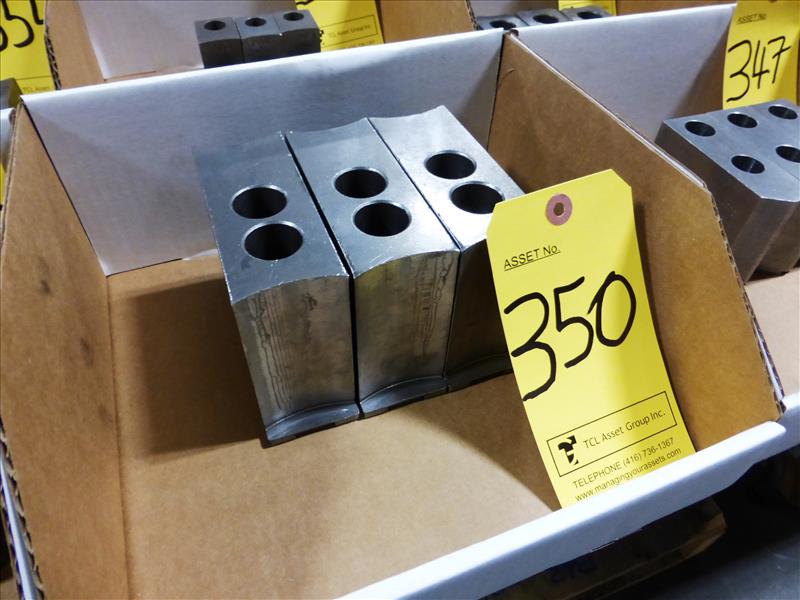 ASSET No.
350
TCL Asset Group Inc.
TELEPHONE (416) 736-1367
www.managingyourassets.com
ASSET No.
347